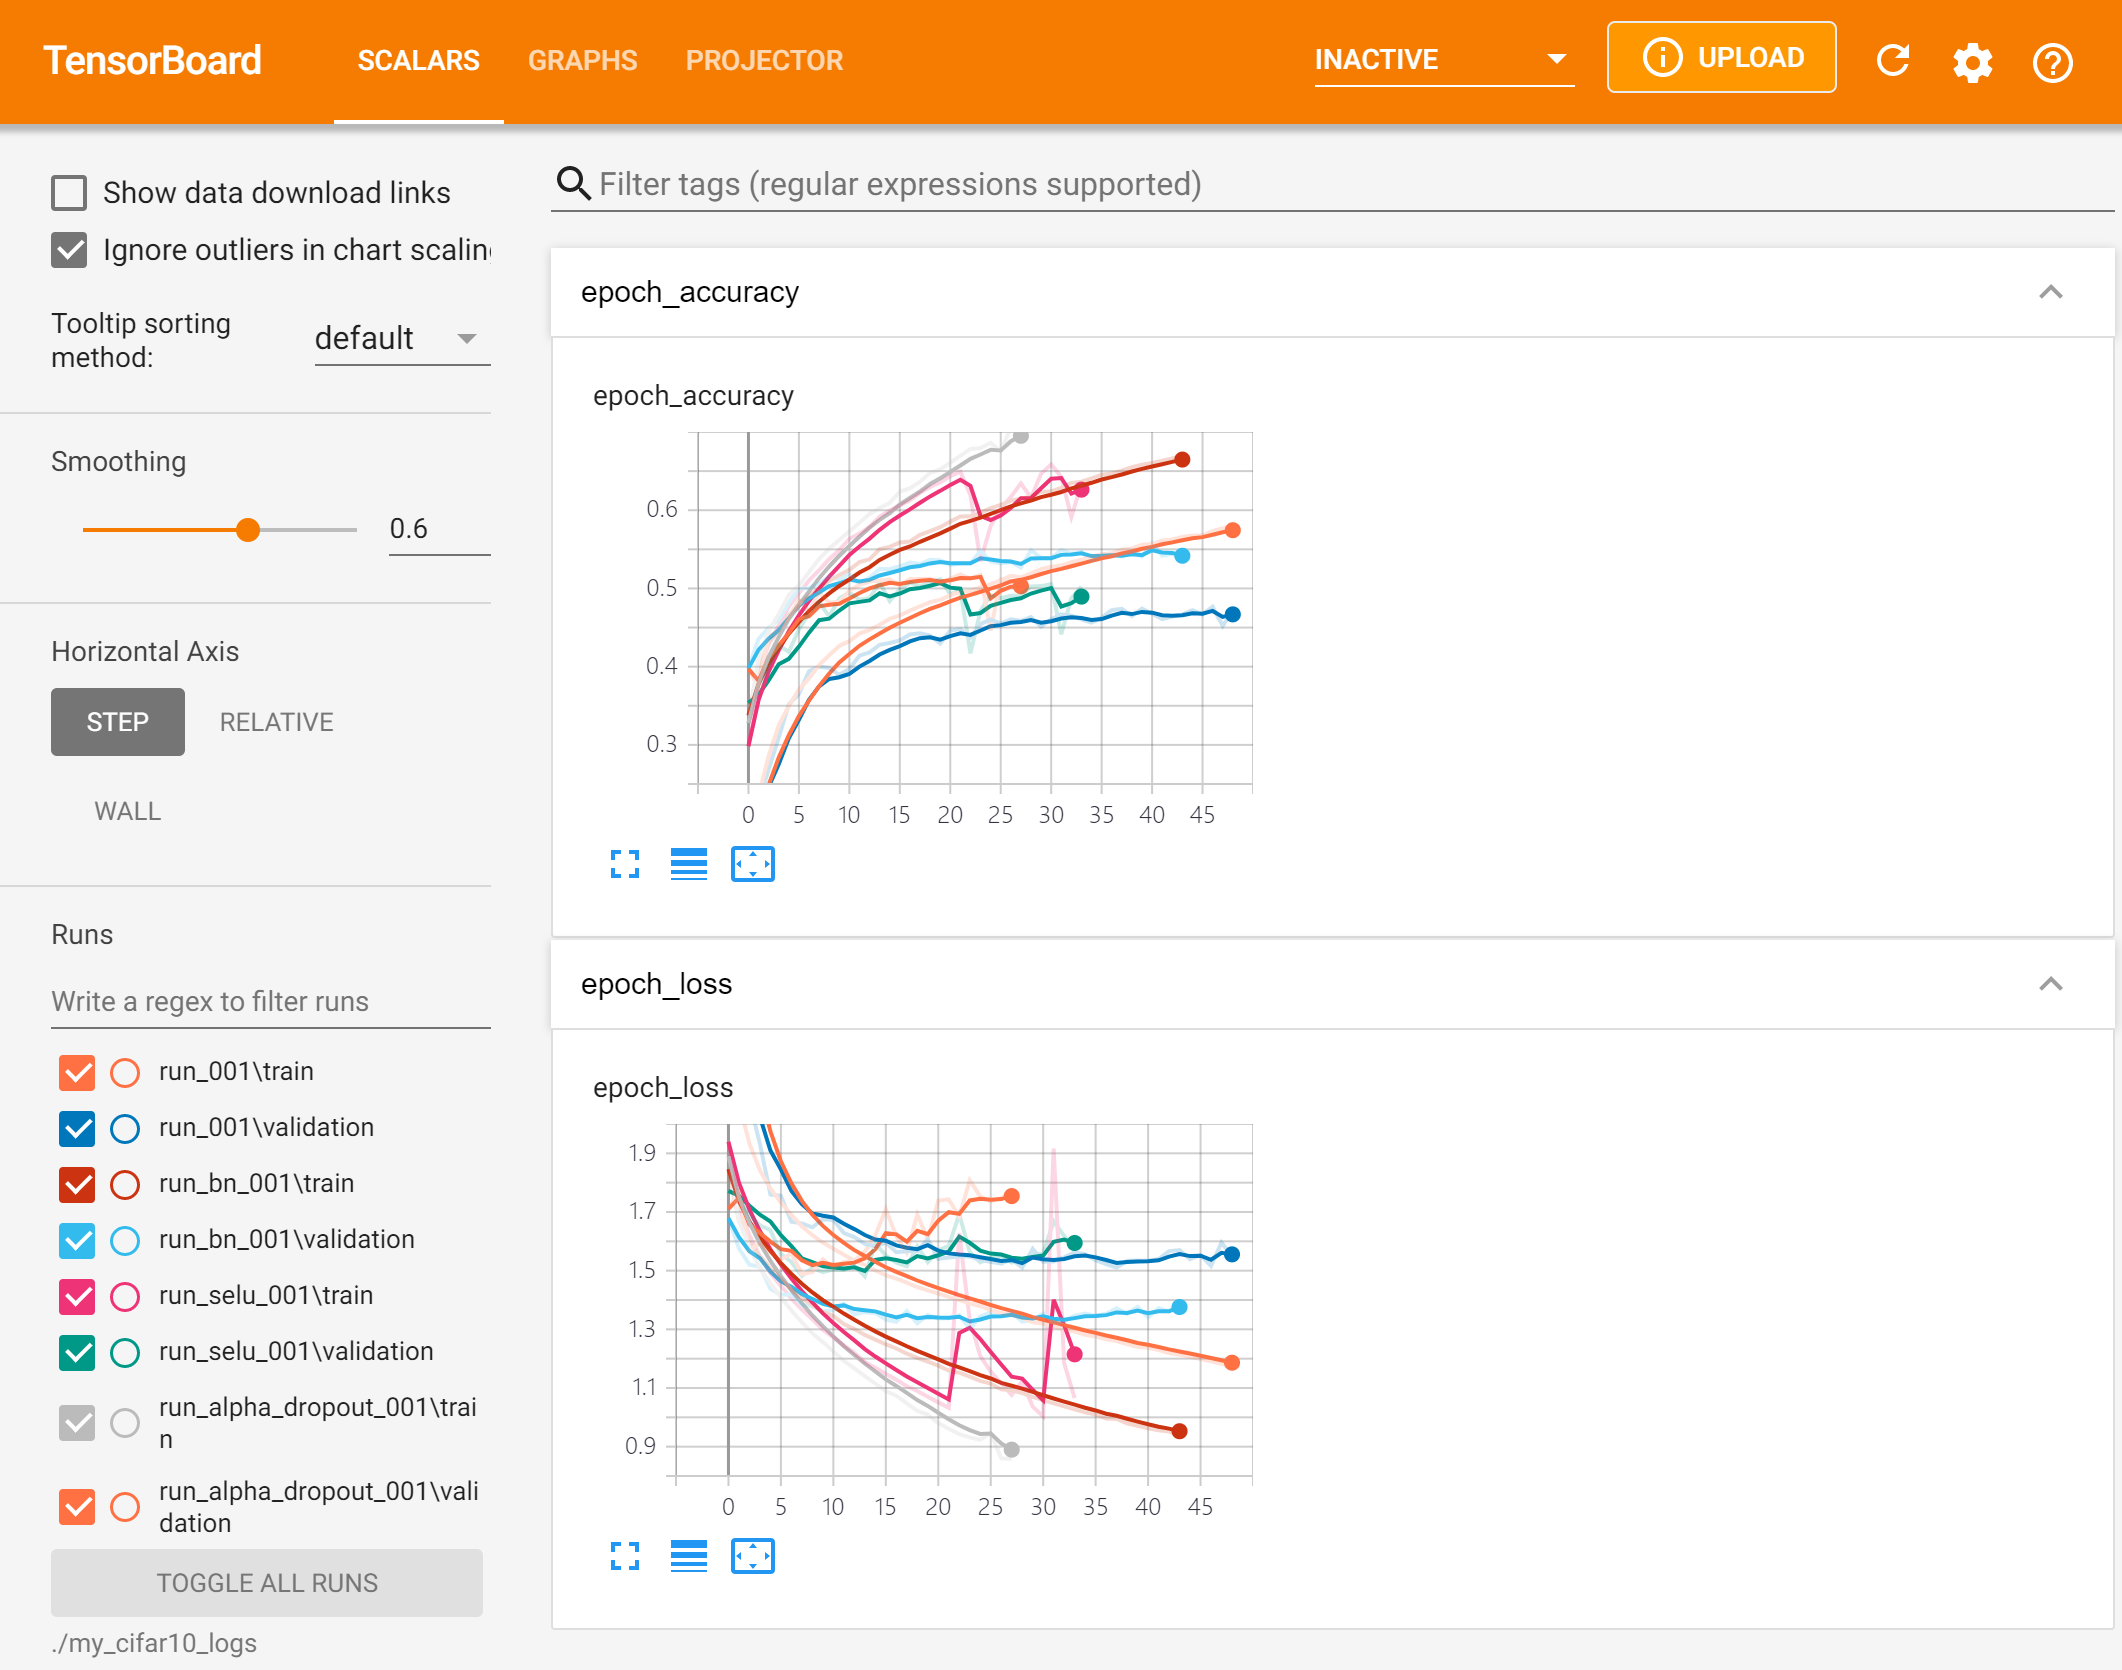 TensorBoard
SCALARS
GRAPHS
PROJECTOR
INACTIVE
UPLOAD
Show data download links
Ignore outliers in chart scaling
Tooltip sorting
method:
default
Smoothing
0.6
Horizontal Axis
STEP
RELATIVE
WALL
Runs
Write a regex to filter runs
run_001\train
run_001\validation
run_bn_001\train
run_bn_001\validation
run_selu_001\train
run_selu_001\validation
run_alpha_dropout_001\trai
n
run_alpha_dropout_001\vali
dation
TOGGLE ALL RUNS
./my_cifar10_logs
Filter tags (regular expressions supported)
epoch_accuracy
epoch_accuracy
0.6
0.5
0.4
0.3
0 5 10 15 20 25 30 35 40 45
epoch_loss
epoch_loss
1.9
1.7
1.5
1.3
1.1
0.9
0 5 10 15 20 25 30 35 40 45